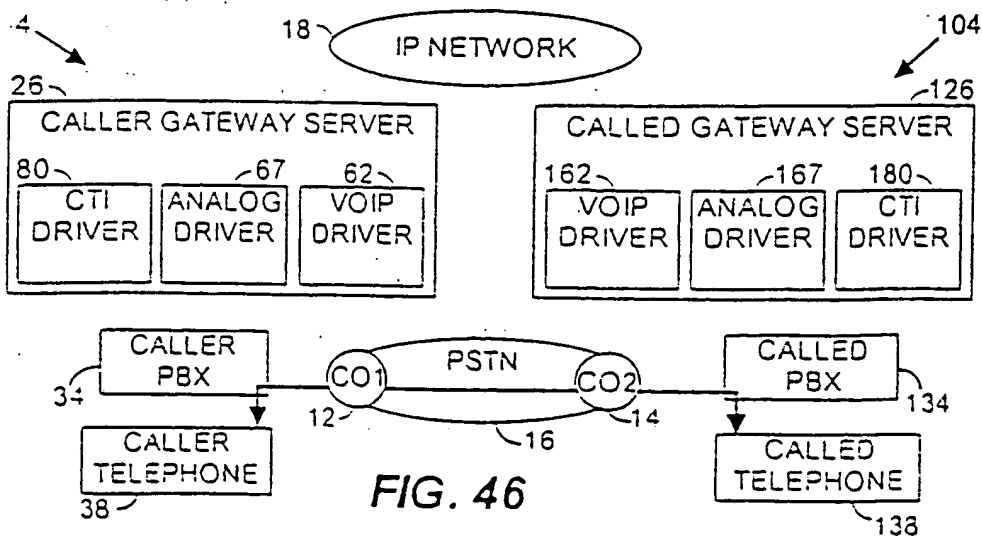 4
18
IP NETWORK
104
26
126
CALLER GATEWAY SERVER
CALLED GATEWAY SERVER
80
67
62
162
167
180
CTI
DRIVER
ANALOG
DRIVER
VOIP
DRIVER
VOIP
DRIVER
ANALOG
DRIVER
CTI
DRIVER
CALLER
PBX
34
CO1
12
PSTN
16
CO2
14
CALLED
PBX
134
CALLER
TELEPHONE
38
CALLED
TELEPHONE
138
FIG. 46